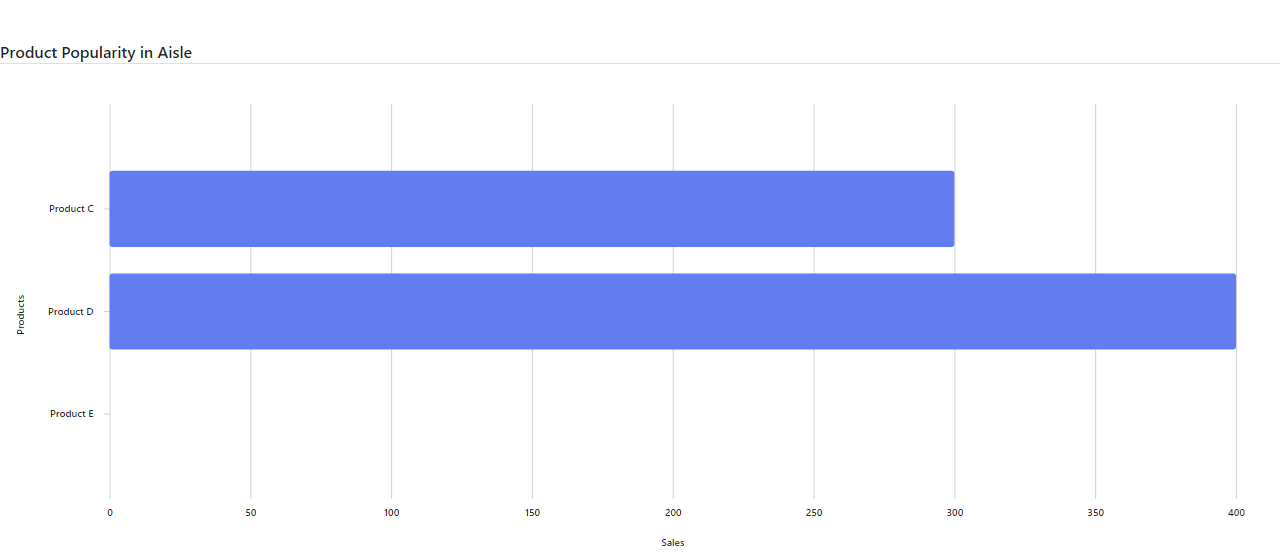 Product Popularity in Aisle
Product C
Product D
Product E
Products
0 50 100 150 200 250 300 350 400
Sales